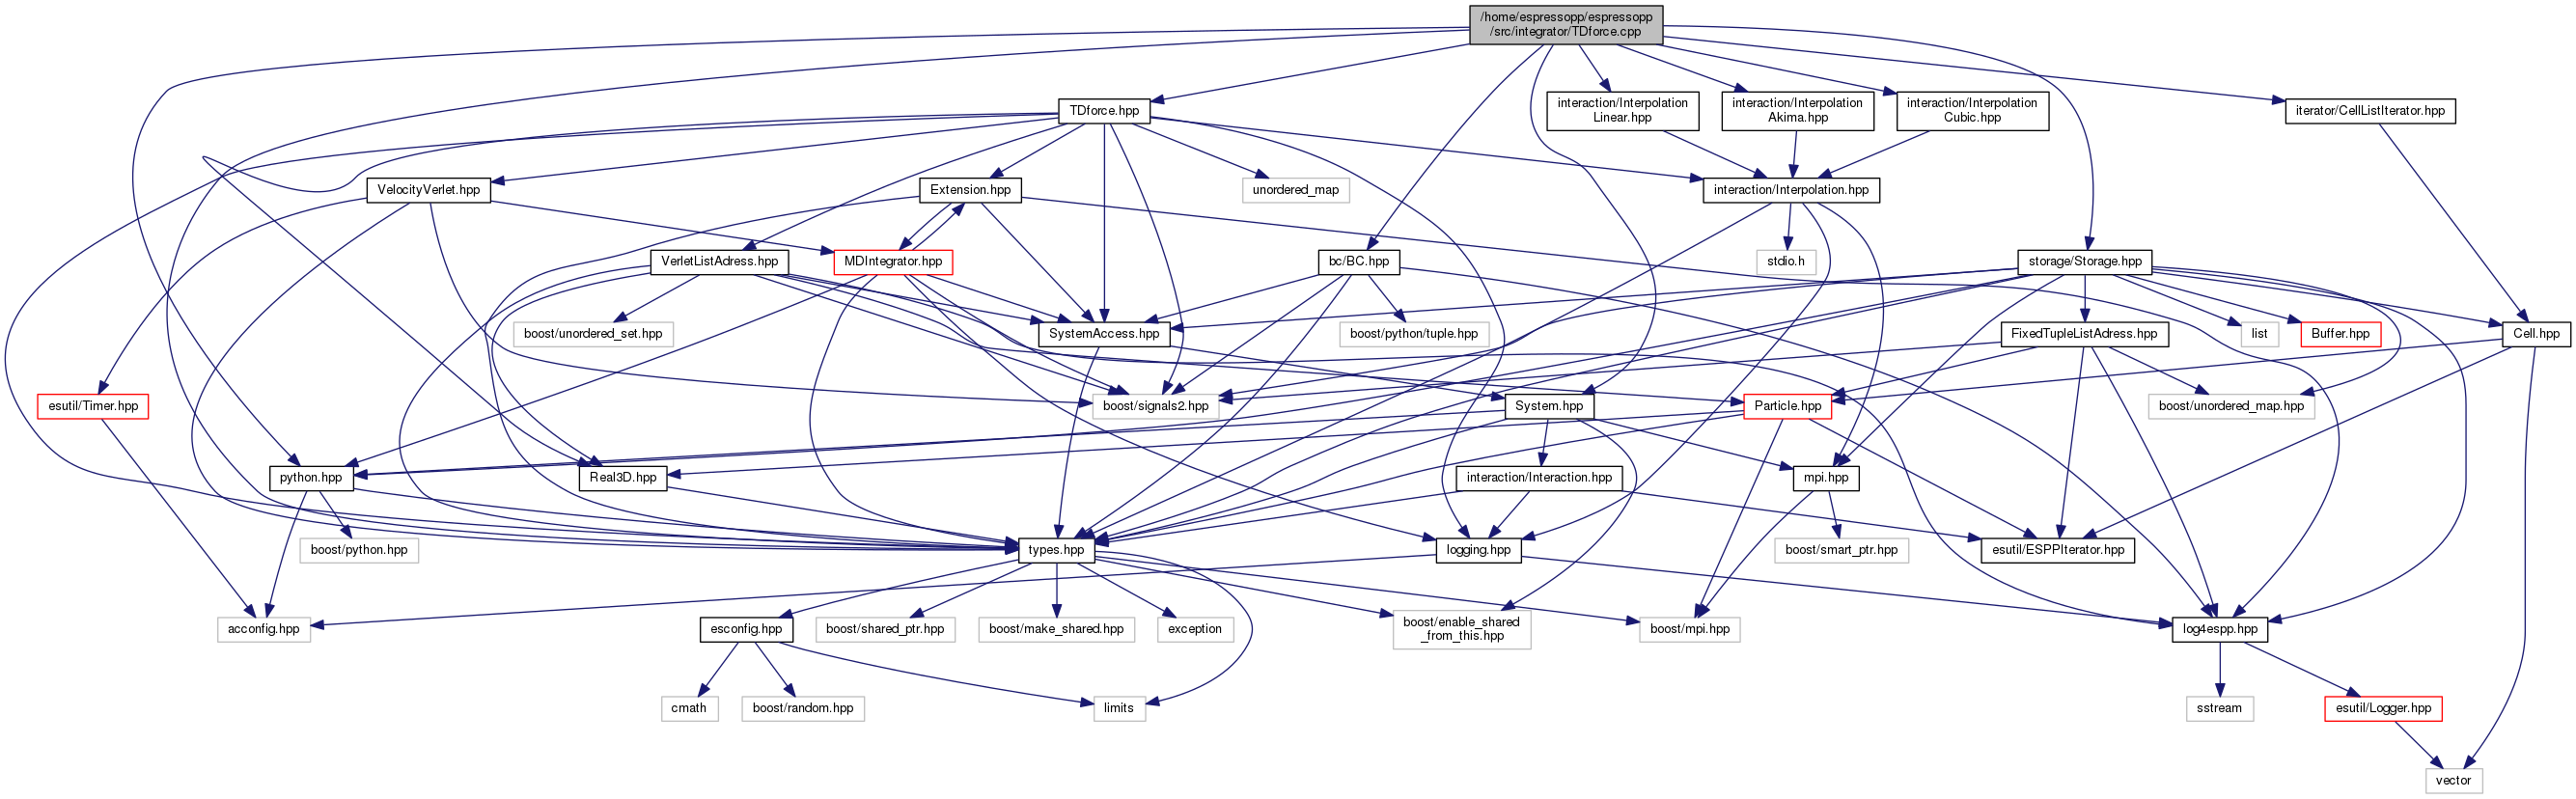 /home/espressopp/espressopp
/src/integrator/TDforce.cpp
TDforce.hpp
interaction/Interpolation
Linear.hpp
interaction/Interpolation
Akima.hpp
interaction/Interpolation
Cubic.hpp
iterator/CellListIterator.hpp
VelocityVerlet.hpp
Extension.hpp
unordered_map
interaction/Interpolation.hpp
VerletListAdress.hpp
MDIntegrator.hpp
bc/BC.hpp
stdio.h
storage/Storage.hpp
boost/unordered_set.hpp
SystemAccess.hpp
boost/python/tuple.hpp
FixedTupleListAdress.hpp
list
Buffer.hpp
Cell.hpp
esutil/Timer.hpp
boost/signals2.hpp
System.hpp
Particle.hpp
boost/unordered_map.hpp
python.hpp
Real3D.hpp
interaction/Interaction.hpp
mpi.hpp
boost/python.hpp
types.hpp
logging.hpp
boost/smart_ptr.hpp
esutil/ESPPIterator.hpp
acconfig.hpp
esconfig.hpp
boost/shared_ptr.hpp
boost/make_shared.hpp
exception
boost/enable_shared
_from_this.hpp
boost/mpi.hpp
log4espp.hpp
cmath
boost/random.hpp
limits
sstream
esutil/Logger.hpp
vector